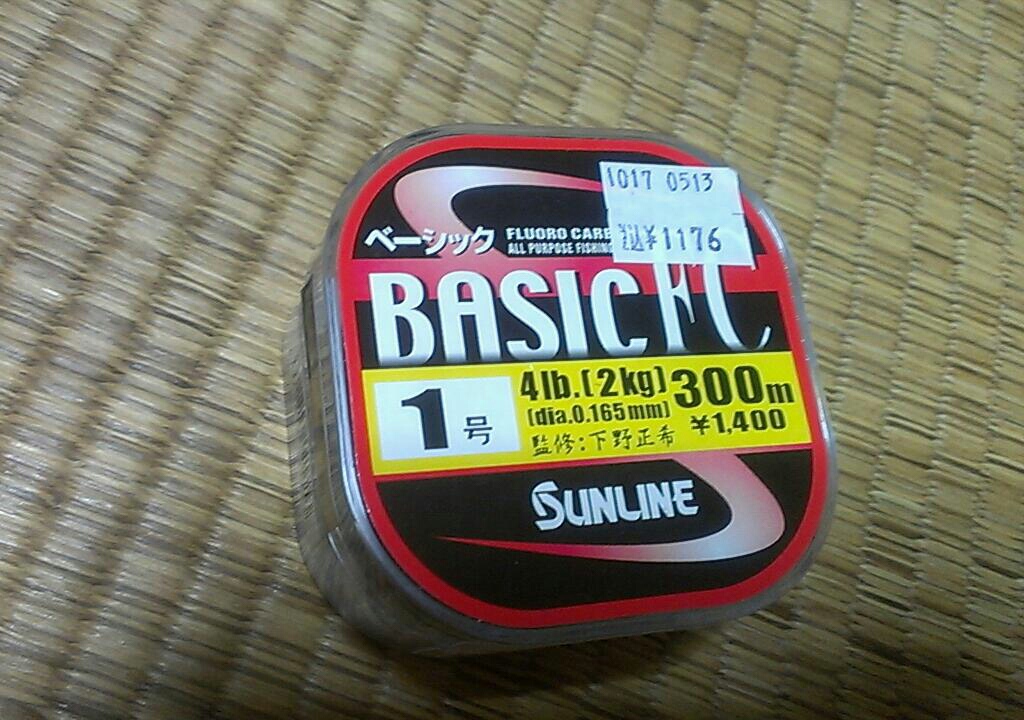 1017 0513
込¥1176
ベーシック
FLUORO CARB
ALL PURPOSE FISHING
BASIC FC
1号
4lb.[2kg] 300m
(dia.0.165mm)
¥1,400
監修:下野正希
SUNLINE